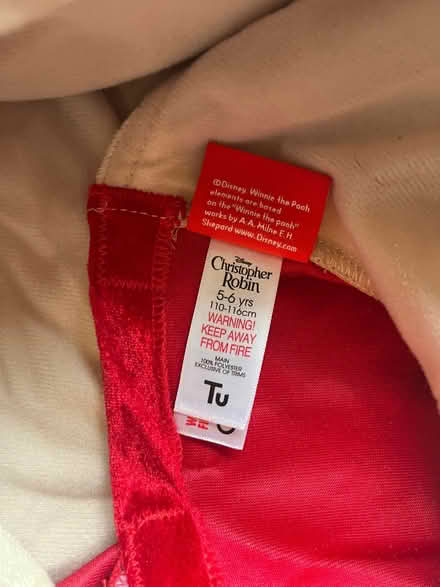 ©Disney. Winnie the Pooh
elements are based
on the "Winnie the pooh"
works by A.A. Milne E.H
Shepard www.Disney.com
Disney
Christopher
Robin
5-6 yrs
110-116cm
WARNING!
KEEP AWAY
FROM FIRE
MAIN
100% POLYESTER
EXCLUSIVE OF TRIMS
Tu